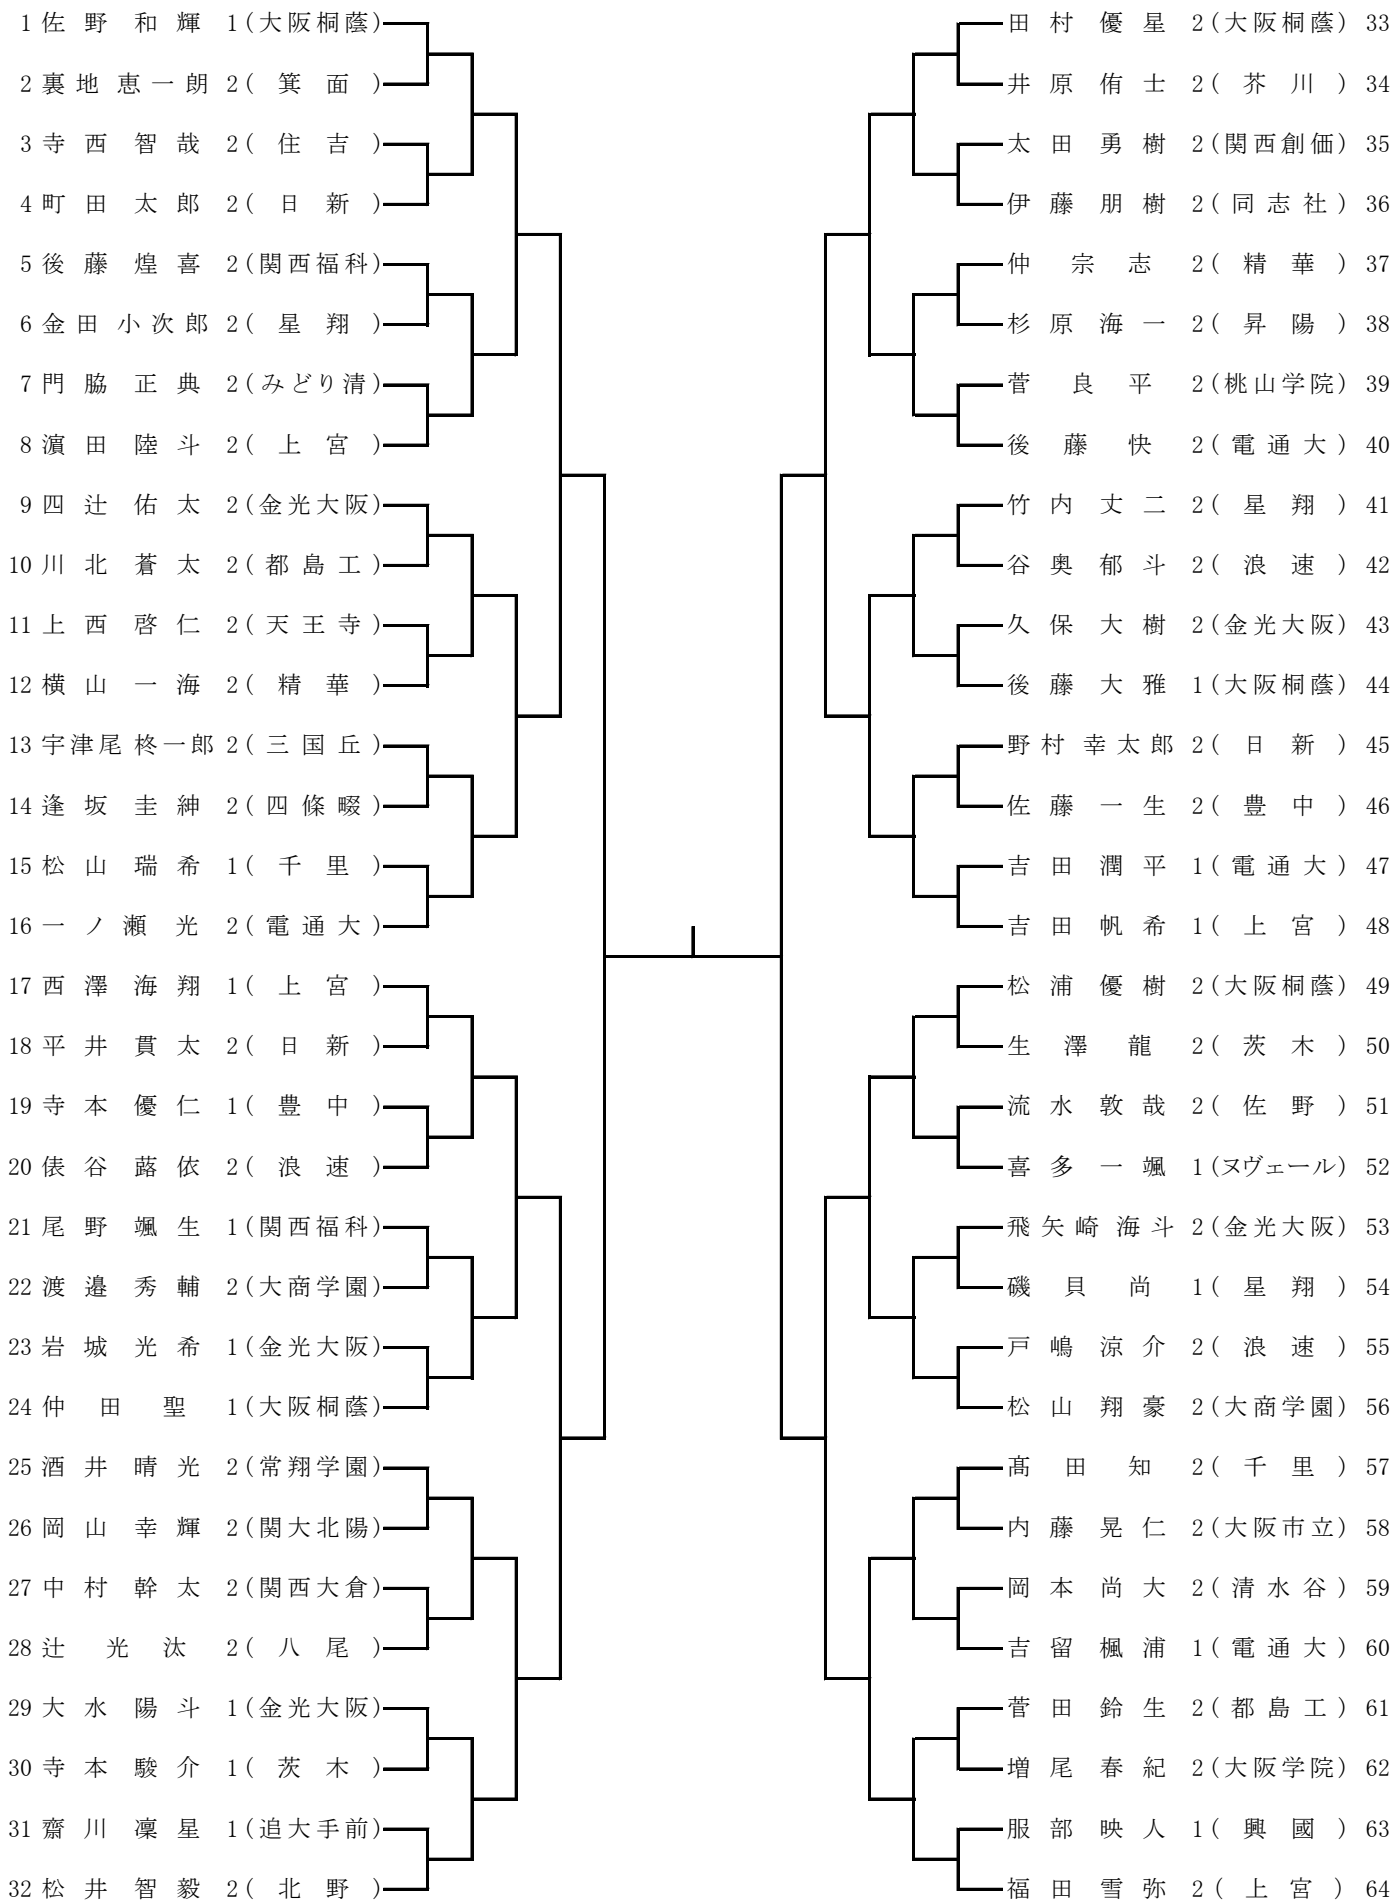 1 佐野 和輝 1 (大阪桐蔭)
2 裏地 恵一朗 2 (箕面)
3 寺西 智哉 2 (住吉)
4 町田 太郎 2 (日新)
5 後藤 煌喜 2 (関西福科)
6 金田 小次郎 2 (星翔)
7 門脇 正典 2 (みどり清)
8 濵田 陸斗 2 (上宮)
9 四辻 佑太 2 (金光大阪)
10 川北 蒼太 2 (都島工)
11 上西 啓仁 2 (天王寺)
12 横山 一海 2 (精華)
13 宇津尾 柊一郎 2 (三国丘)
14 逢坂 圭紳 2 (四條畷)
15 松山 瑞希 1 (千里)
16 一ノ瀬 光 2 (電通大)
17 西澤 海翔 1 (上宮)
18 平井 貫太 2 (日新)
19 寺本 優仁 1 (豊中)
20 俵谷 蕗依 2 (浪速)
21 尾野 颯生 1 (関西福科)
22 渡邉 秀輔 2 (大商学園)
23 岩城 光希 1 (金光大阪)
24 仲田 聖 1 (大阪桐蔭)
25 酒井 晴光 2 (常翔学園)
26 岡山 幸輝 2 (関大北陽)
27 中村 幹太 2 (関西大倉)
28 辻 光汰 2 (八尾)
29 大水 陽斗 1 (金光大阪)
30 寺本 駿介 1 (茨木)
31 齋川 凜星 1 (追大手前)
32 松井 智毅 2 (北野)
田村 優星 2 (大阪桐蔭) 33
井原 侑士 2 (芥川) 34
太田 勇樹 2 (関西創価) 35
伊藤 朋樹 2 (同志社) 36
仲 宗志 2 (精華) 37
杉原 海一 2 (昇陽) 38
菅 良平 2 (桃山学院) 39
後藤 快 2 (電通大) 40
竹内 丈二 2 (星翔) 41
谷奥 郁斗 2 (浪速) 42
久保 大樹 2 (金光大阪) 43
後藤 大雅 1 (大阪桐蔭) 44
野村 幸太郎 2 (日新) 45
佐藤 一生 2 (豊中) 46
吉田 潤平 1 (電通大) 47
吉田 帆希 1 (上宮) 48
松浦 優樹 2 (大阪桐蔭) 49
生澤 龍 2 (茨木) 50
流水 敦哉 2 (佐野) 51
喜多 一颯 1 (ヌヴェール) 52
飛矢崎 海斗 2 (金光大阪) 53
磯貝 尚 1 (星翔) 54
戸嶋 涼介 2 (浪速) 55
松山 翔豪 2 (大商学園) 56
髙田 知 2 (千里) 57
内藤 晃仁 2 (大阪市立) 58
岡本 尚大 2 (清水谷) 59
吉留 楓浦 1 (電通大) 60
菅田 鈴生 2 (都島工) 61
増尾 春紀 2 (大阪学院) 62
服部 映人 1 (興國) 63
福田 雪弥 2 (上宮) 64